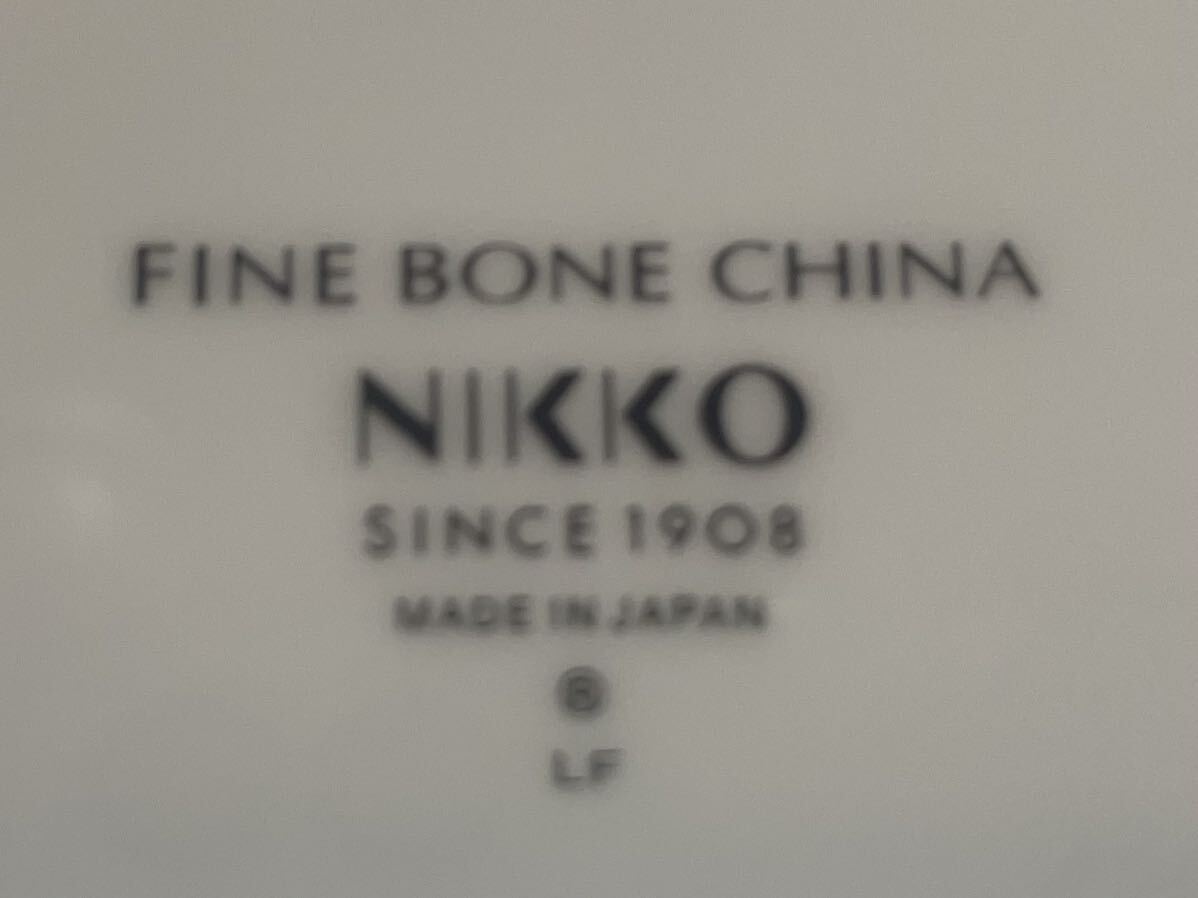 FINE BONE CHINA
NIKKO
SINCE 1908
MADE IN JAPAN
®
LF